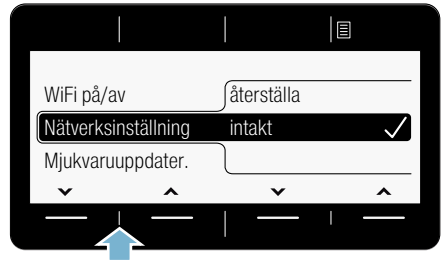 WiFi på/av återställa
Nätverksinställning intakt
Mjukvaruuppdater.